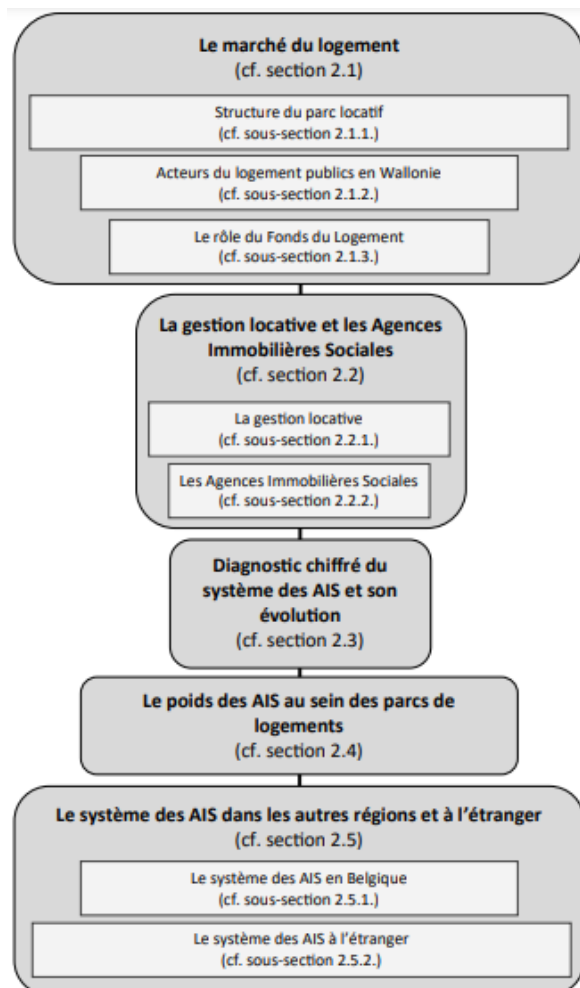 Le marché du logement
(cf. section 2.1)
Structure du parc locatif
(cf. sous-section 2.1.1.)
Acteurs du logement publics en Wallonie
(cf. sous-section 2.1.2.)
Le rôle du Fonds du Logement
(cf. sous-section 2.1.3.)
La gestion locative et les Agences
Immobilières Sociales
(cf. section 2.2)
La gestion locative
(cf. sous-section 2.2.1.)
Les Agences Immobilières Sociales
(cf. sous-section 2.2.2.)
Diagnostic chiffré du
système des AIS et son
évolution
(cf. section 2.3)
Le poids des AIS au sein des parcs de
logements
(cf. section 2.4)
Le système des AIS dans les autres régions et à l’étranger
(cf. section 2.5)
Le système des AIS en Belgique
(cf. sous-section 2.5.1.)
Le système des AIS à l’étranger
(cf. sous-section 2.5.2.)